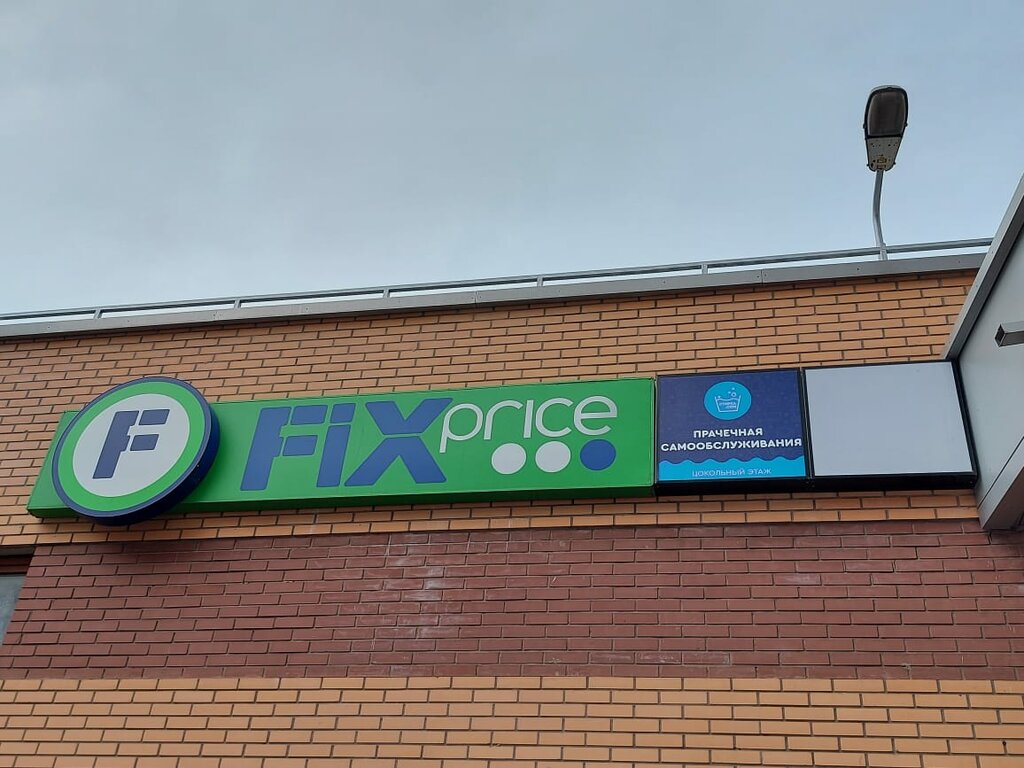 F
FiX price
ПРАЧЕЧНАЯ
САМООБСЛУЖИВАНИЯ
ЦОКОЛЬНЫЙ ЭТАЖ